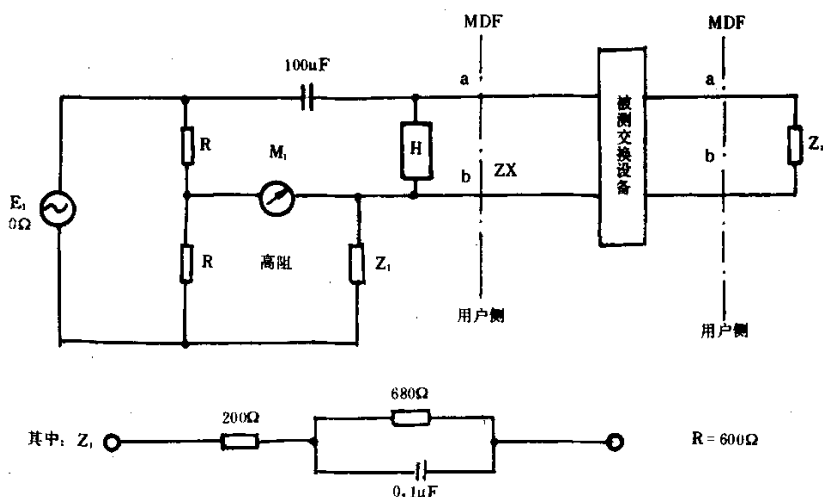 MDF
MDF
100μF
a
a
R
M₁
H
b
ZX
被测交换设备
b
Z₁
E₁
0Ω
R
高阻
Z₁
用户侧
用户侧
680Ω
200Ω
其中: Z₁
R=600Ω
0.1μF